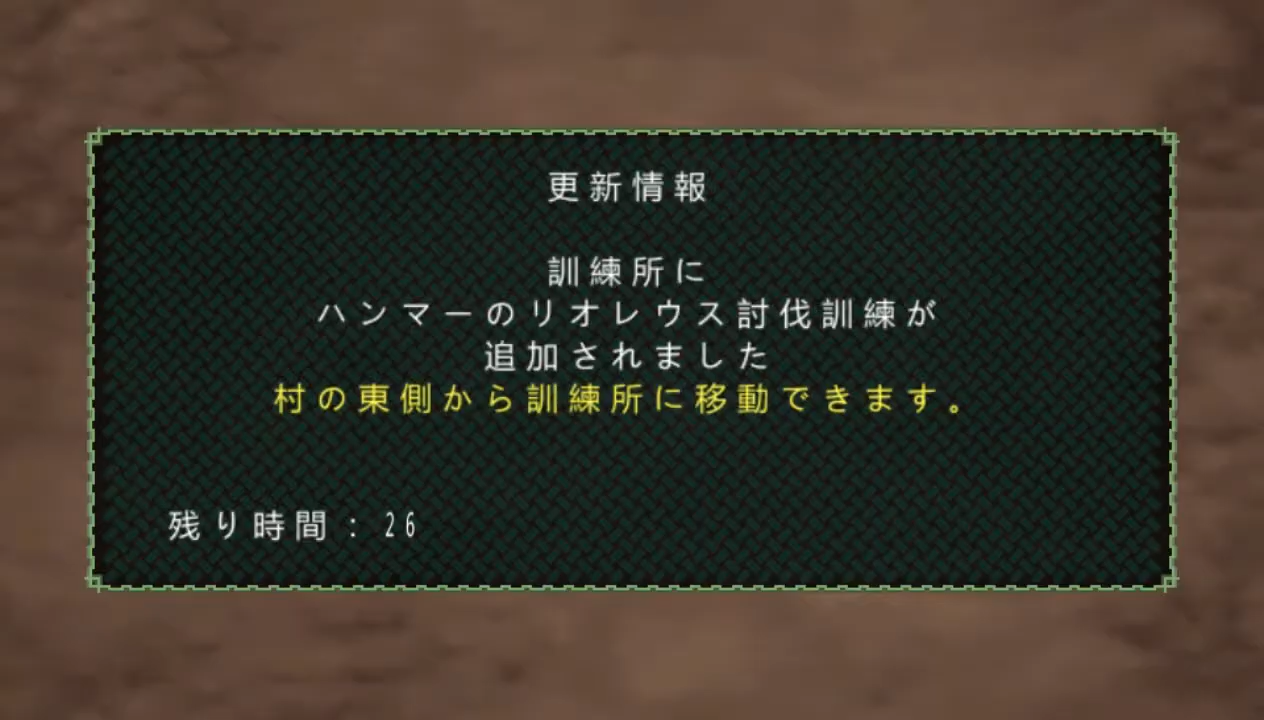 更新情報
訓練所に
ハンマーのリオレウス討伐訓練が
追加されました
村の東側から訓練所に移動できます。
残り時間：26